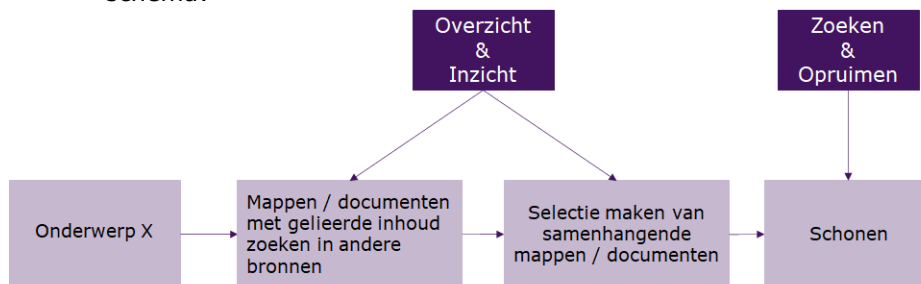 Overzicht
&
Inzicht
Zoeken
&
Opruimen
Onderwerp X
Mappen / documenten
met gelieerde inhoud
zoeken in andere
bronnen
Selectie maken van
samenhangende
mappen / documenten
Schonen